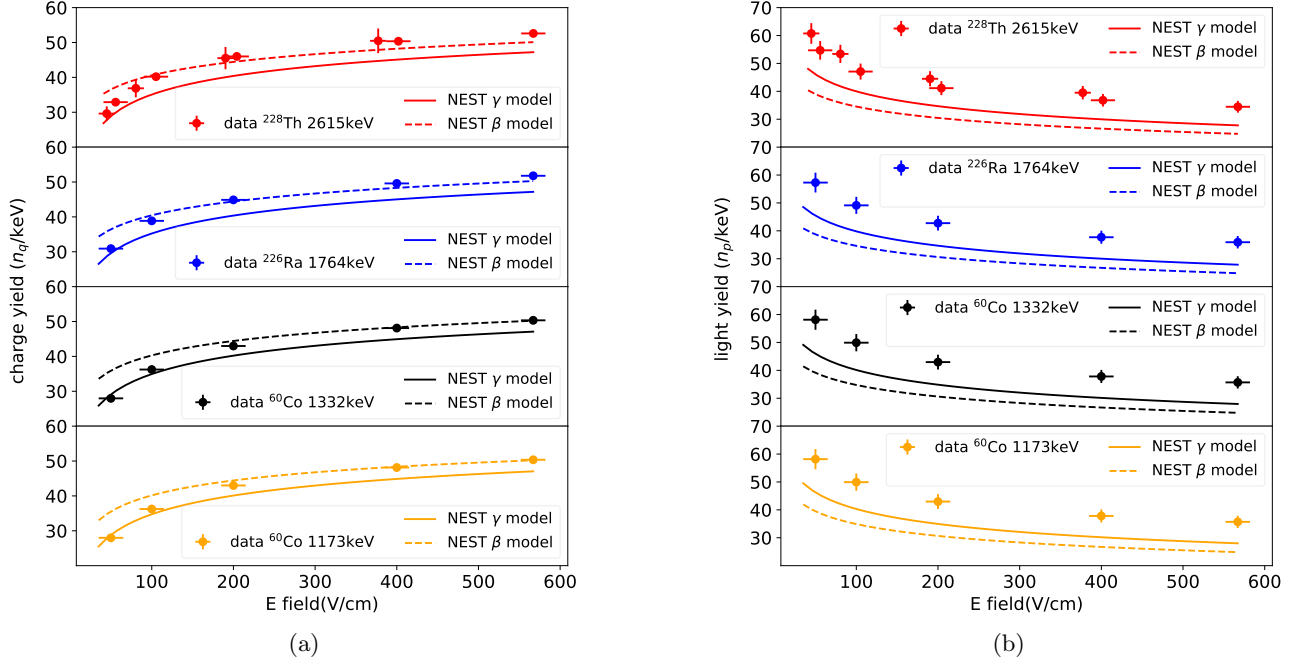 60
50
40
30
NEST γ model
data ²²⁸Th 2615keV
NEST β model
60
50
40
30
NEST γ model
data ²²⁶Ra 1764keV
NEST β model
60
50
40
30
NEST γ model
data ⁶⁰Co 1332keV
NEST β model
60
50
40
30
NEST γ model
data ⁶⁰Co 1173keV
NEST β model
charge yield (n_q/keV)
100 200 300 400 500 600
E field(V/cm)
(a)
70
60
50
40
30
data ²²⁸Th 2615keV
NEST γ model
NEST β model
70
60
50
40
30
data ²²⁶Ra 1764keV
NEST γ model
NEST β model
70
60
50
40
30
data ⁶⁰Co 1332keV
NEST γ model
NEST β model
70
60
50
40
30
data ⁶⁰Co 1173keV
NEST γ model
NEST β model
light yield (n_p/keV)
100 200 300 400 500 600
E field(V/cm)
(b)